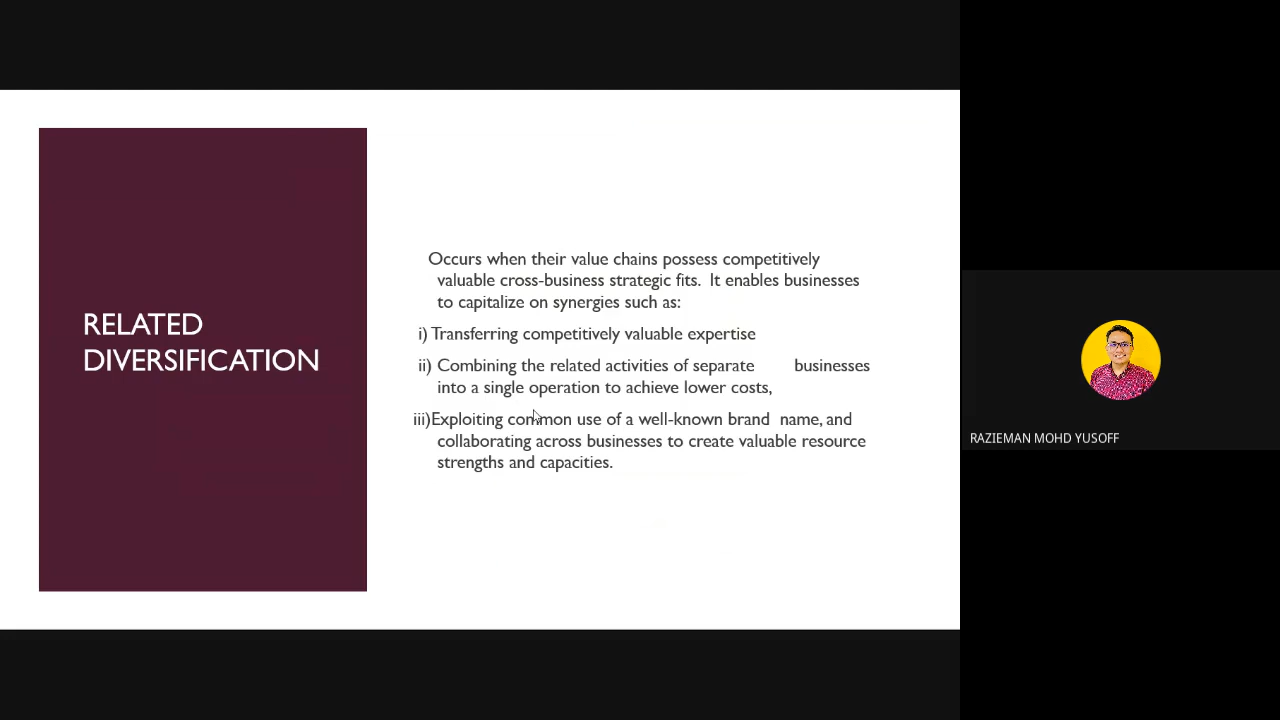 RELATED
DIVERSIFICATION
Occurs when their value chains possess competitively
valuable cross-business strategic fits. It enables businesses
to capitalize on synergies such as:
i) Transferring competitively valuable expertise
ii) Combining the related activities of separate businesses
into a single operation to achieve lower costs,
iii)Exploiting common use of a well-known brand name, and
collaborating across businesses to create valuable resource
strengths and capacities.
RAZIEMAN MOHD YUSOFF